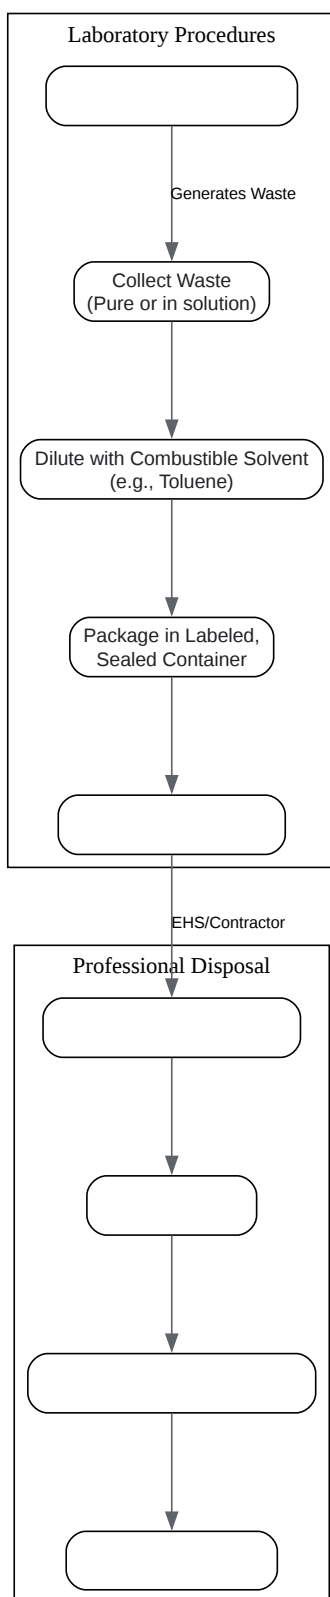 Laboratory Procedures
Generates Waste
Collect Waste
(Pure or in solution)
Dilute with Combustible Solvent
(e.g., Toluene)
Package in Labeled,
Sealed Container
EHS/Contractor
Professional Disposal